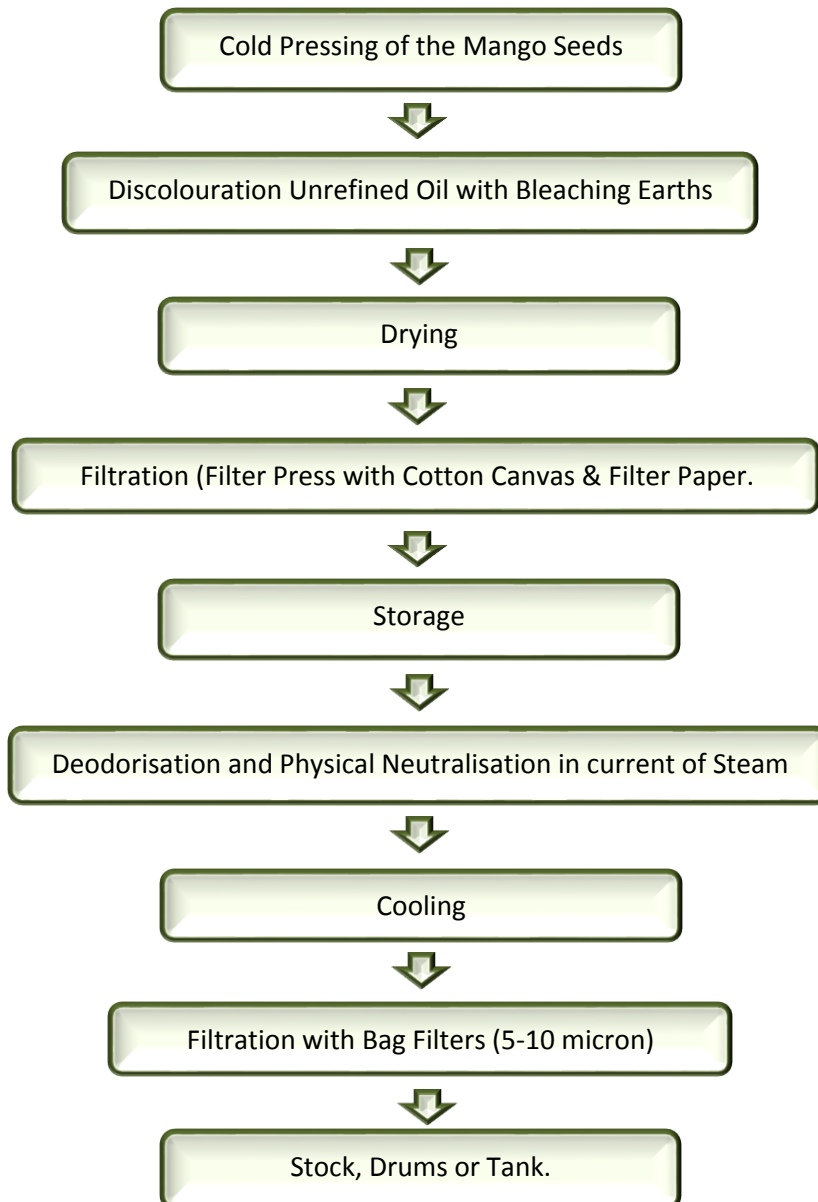 Cold Pressing of the Mango Seeds
Discolouration Unrefined Oil with Bleaching Earths
Drying
Filtration (Filter Press with Cotton Canvas & Filter Paper.
Storage
Deodorisation and Physical Neutralisation in current of Steam
Cooling
Filtration with Bag Filters (5-10 micron)
Stock, Drums or Tank.